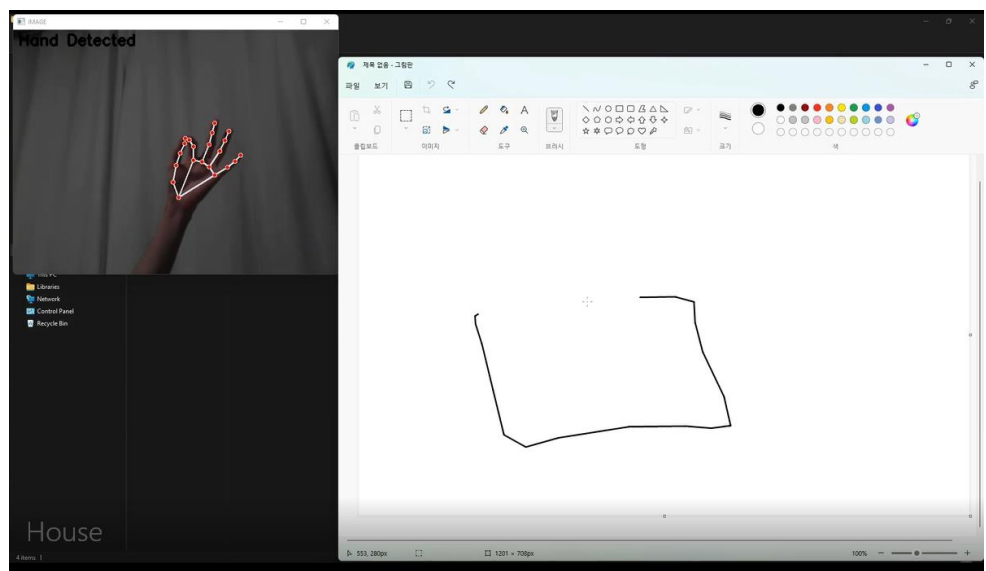 IMAGE
Hand Detected
제목 없음 - 그림판
파일 보기
클립보드 이미지 도구 브러시 도형 크기 색
This PC
Libraries
Network
Control Panel
Recycle Bin
House
4 items
553, 280px 1201 × 708px 100%